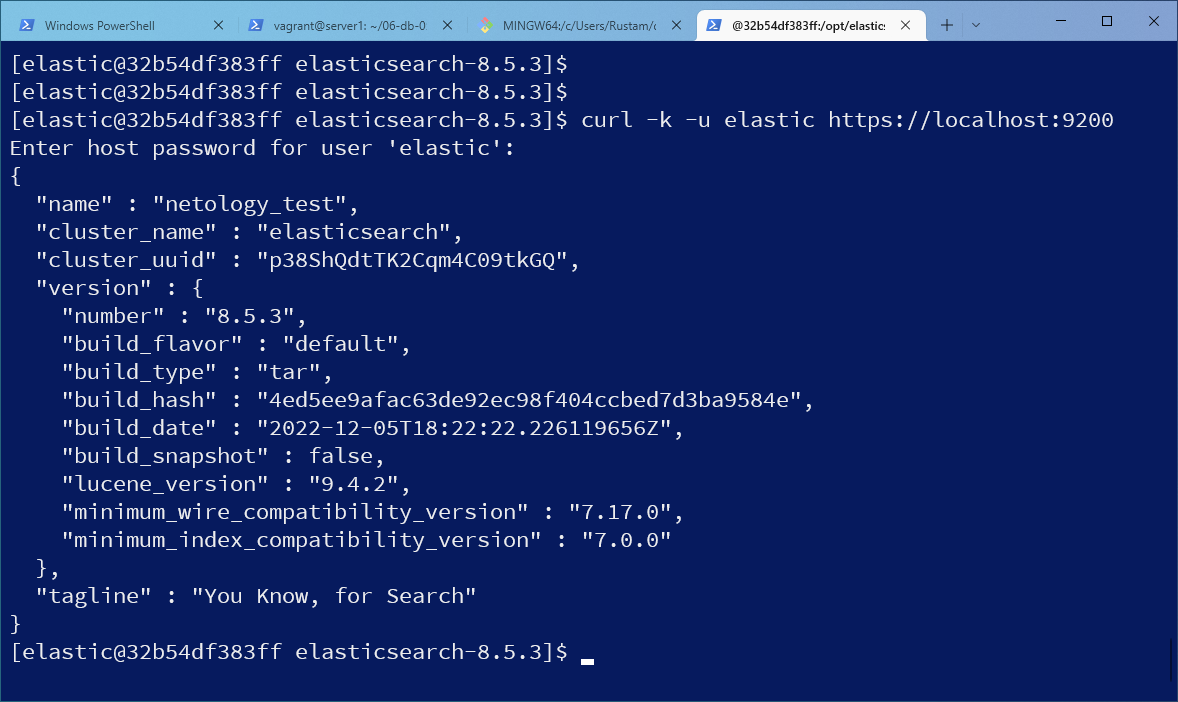 Windows PowerShell
vagrant@server1: ~/06-db-0
MINGW64:/c/Users/Rustam/
@32b54df383ff:/opt/elastic
[elastic@32b54df383ff elasticsearch-8.5.3]$
[elastic@32b54df383ff elasticsearch-8.5.3]$
[elastic@32b54df383ff elasticsearch-8.5.3]$ curl -k -u elastic https://localhost:9200
Enter host password for user 'elastic':
{
  "name" : "netology_test",
  "cluster_name" : "elasticsearch",
  "cluster_uuid" : "p38ShQdtTK2Cqm4C09tkGQ",
  "version" : {
    "number" : "8.5.3",
    "build_flavor" : "default",
    "build_type" : "tar",
    "build_hash" : "4ed5ee9afac63de92ec98f404ccbed7d3ba9584e",
    "build_date" : "2022-12-05T18:22:22.226119656Z",
    "build_snapshot" : false,
    "lucene_version" : "9.4.2",
    "minimum_wire_compatibility_version" : "7.17.0",
    "minimum_index_compatibility_version" : "7.0.0"
  },
  "tagline" : "You Know, for Search"
}
[elastic@32b54df383ff elasticsearch-8.5.3]$